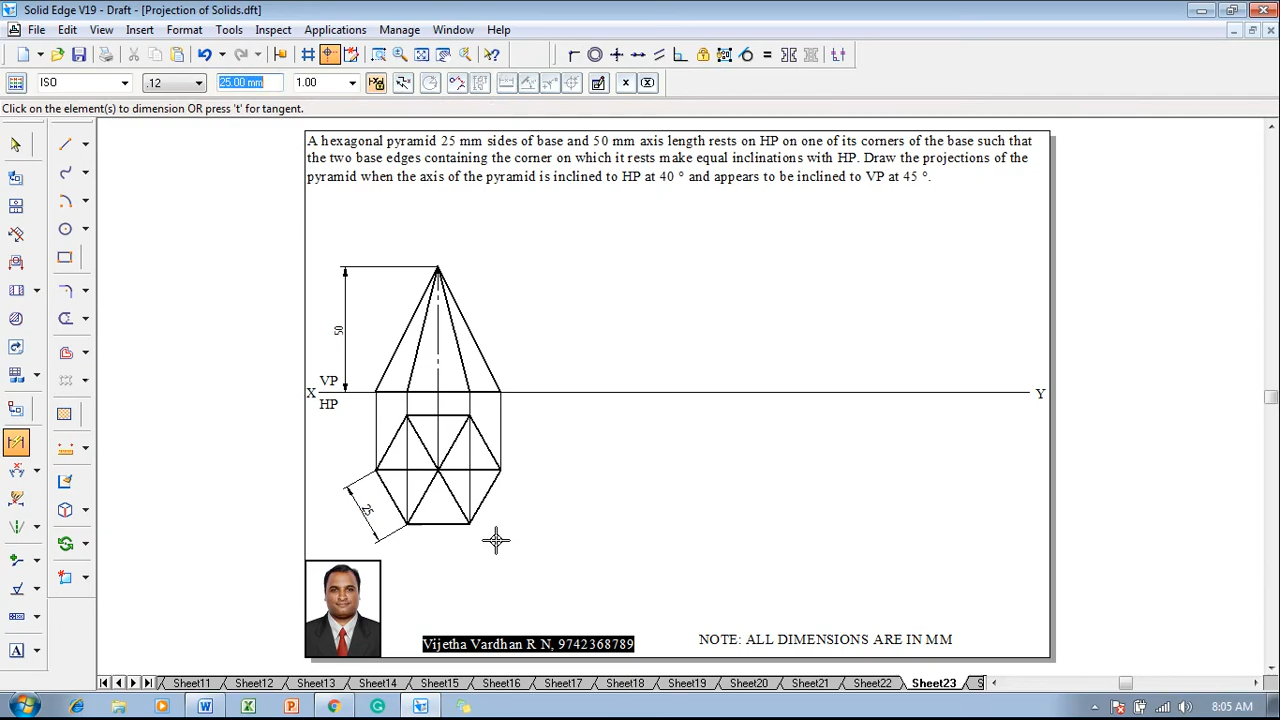 Solid Edge V19 - Draft - [Projection of Solids.dft]
File Edit View Insert Format Tools Inspect Applications Manage Window Help
ISO .12 25.00 mm 1.00
Click on the element(s) to dimension OR press 't' for tangent.
A hexagonal pyramid 25 mm sides of base and 50 mm axis length rests on HP on one of its corners of the base such that
the two base edges containing the corner on which it rests make equal inclinations with HP. Draw the projections of the
pyramid when the axis of the pyramid is inclined to HP at 40 ° and appears to be inclined to VP at 45 °.
50
VP
X Y
HP
25
Vijetha Vardhan R N, 9742368789
NOTE: ALL DIMENSIONS ARE IN MM
Sheet11 Sheet12 Sheet13 Sheet14 Sheet15 Sheet16 Sheet17 Sheet18 Sheet19 Sheet20 Sheet21 Sheet22 Sheet23 S
8:05 AM